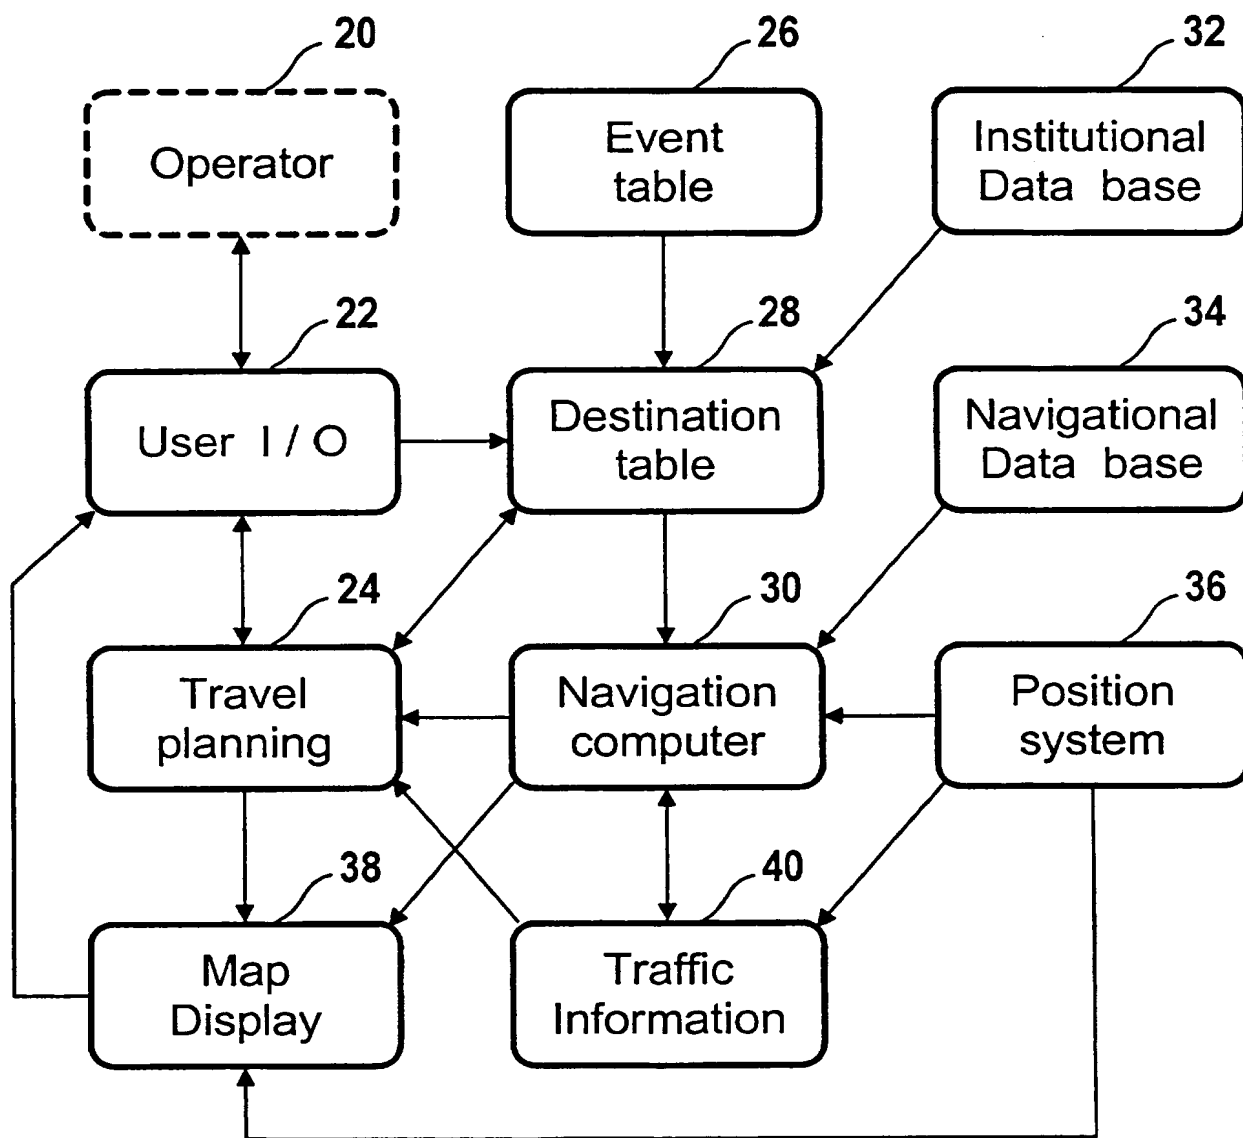 20
26
32
Operator
Event
table
Institutional
Data base
22
28
34
User I / O
Destination
table
Navigational
Data base
24
30
36
Travel
planning
Navigation
computer
Position
system
38
40
Map
Display
Traffic
Information